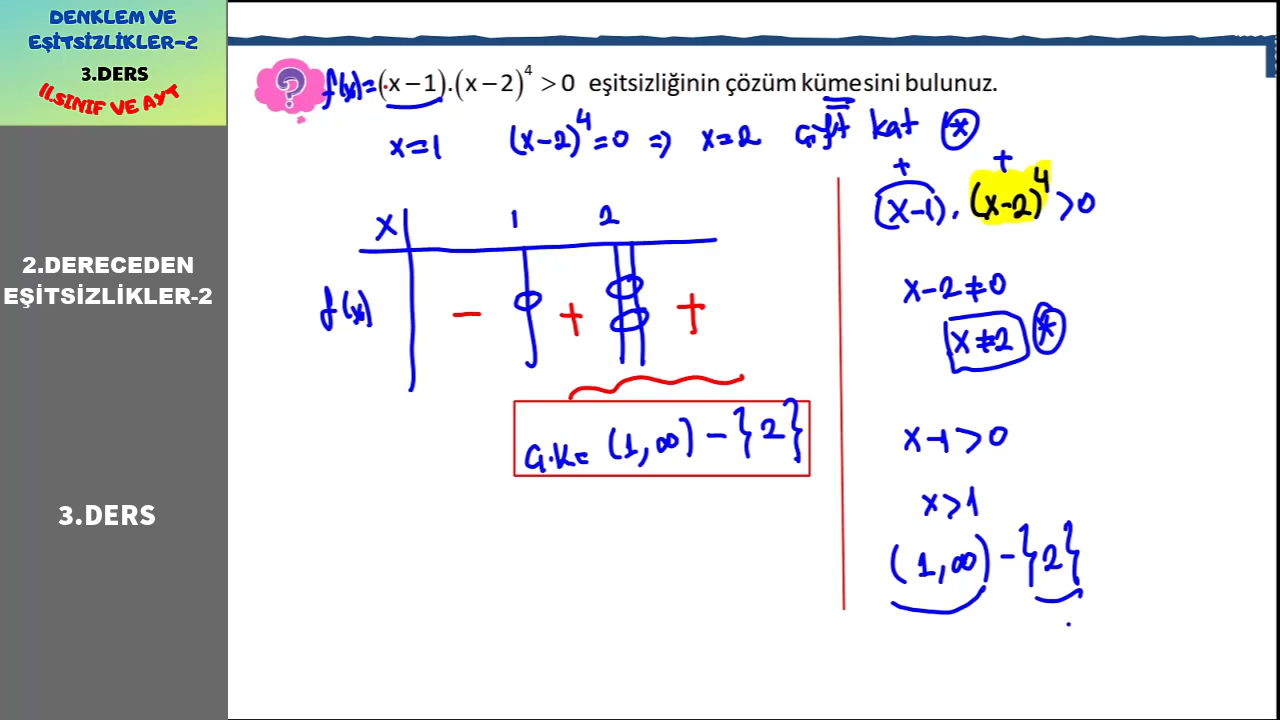 DENKLEM VE
EŞİTSİZLİKLER-2
3.DERS
11.SINIF VE AYT
2.DERECEDEN
EŞİTSİZLİKLER-2
3.DERS
f(x)= (x−1).(x−2)⁴ > 0 eşitsizliğinin çözüm kümesini bulunuz.
x=1 (x-2)⁴=0 ⇒ x=2 Çift kat *
x 1 2
f(x) - + +
Ç.K= (1,∞) - {2}
+ +
(x-1).(x-2)⁴>0
x-2≠0
x≠2 *
x-1>0
x>1
(1,∞)-{2}